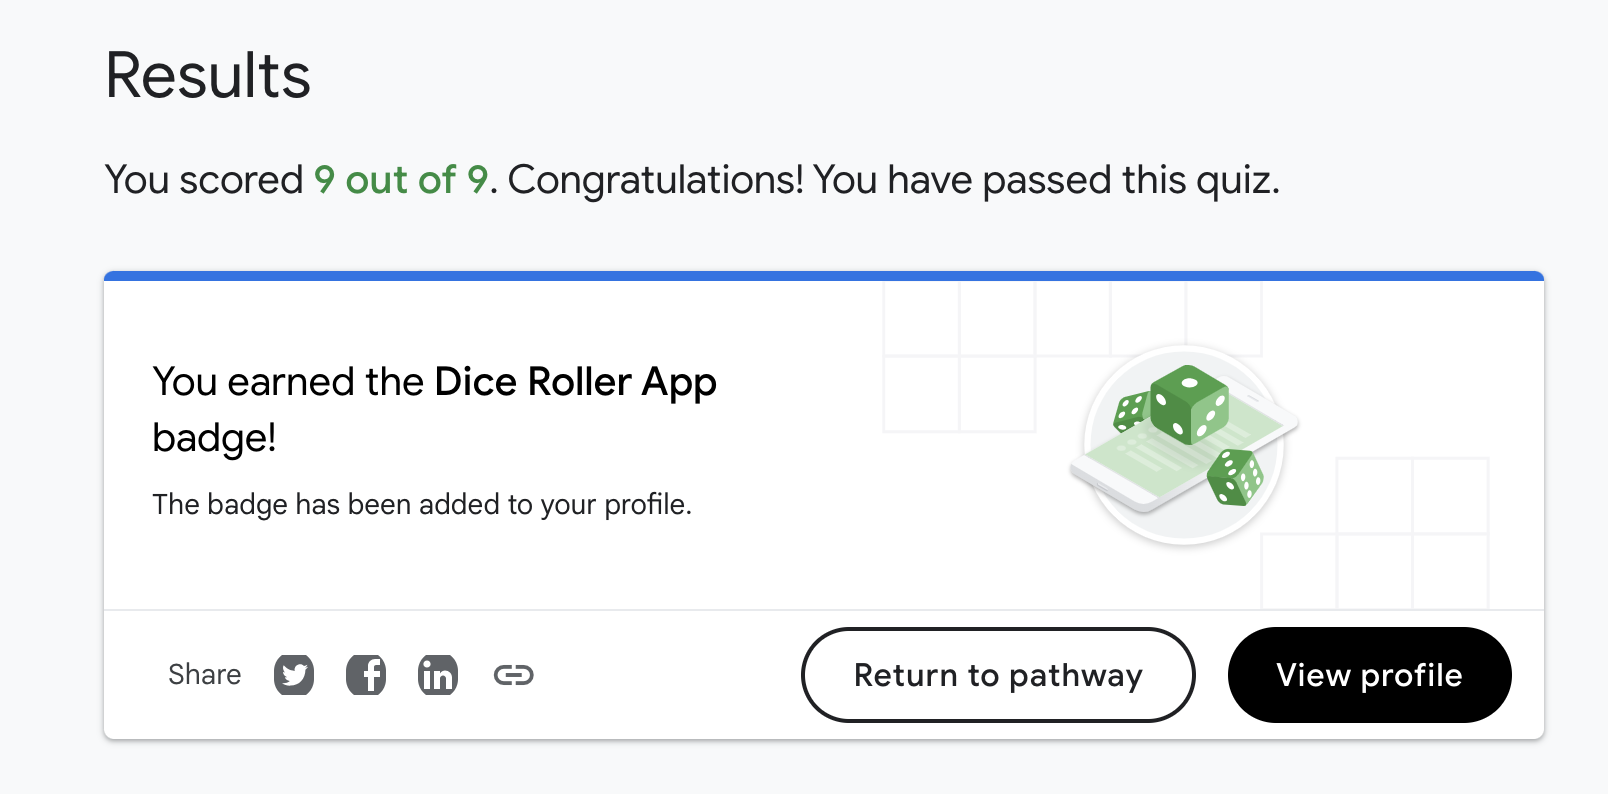 Results
You scored 9 out of 9. Congratulations! You have passed this quiz.
You earned the Dice Roller App
badge!
The badge has been added to your profile.
Share
Return to pathway
View profile